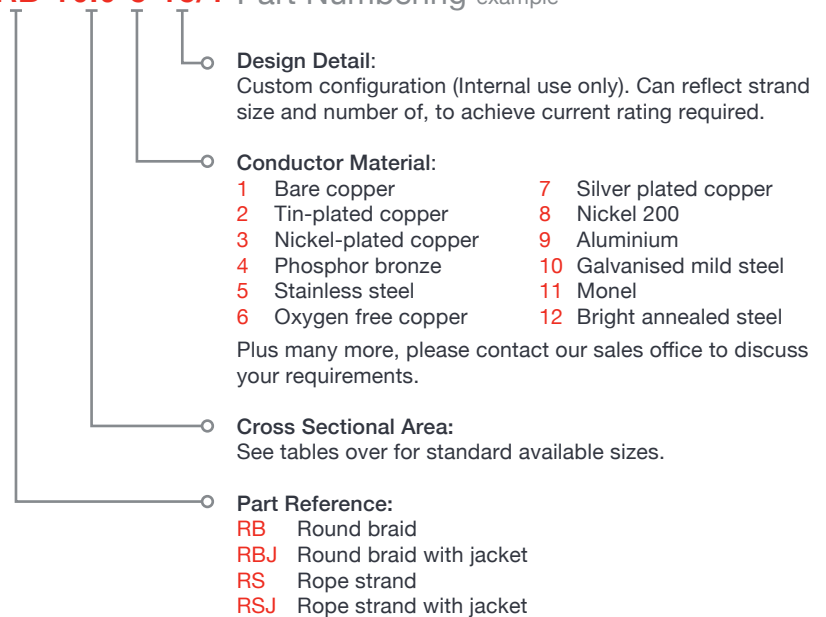 Part Numbering example
Design Detail:
Custom configuration (Internal use only). Can reflect strand
size and number of, to achieve current rating required.
Conductor Material:
1 Bare copper 7 Silver plated copper
2 Tin-plated copper 8 Nickel 200
3 Nickel-plated copper 9 Aluminium
4 Phosphor bronze 10 Galvanised mild steel
5 Stainless steel 11 Monel
6 Oxygen free copper 12 Bright annealed steel
Plus many more, please contact our sales office to discuss
your requirements.
Cross Sectional Area:
See tables over for standard available sizes.
Part Reference:
RB Round braid
RBJ Round braid with jacket
RS Rope strand
RSJ Rope strand with jacket